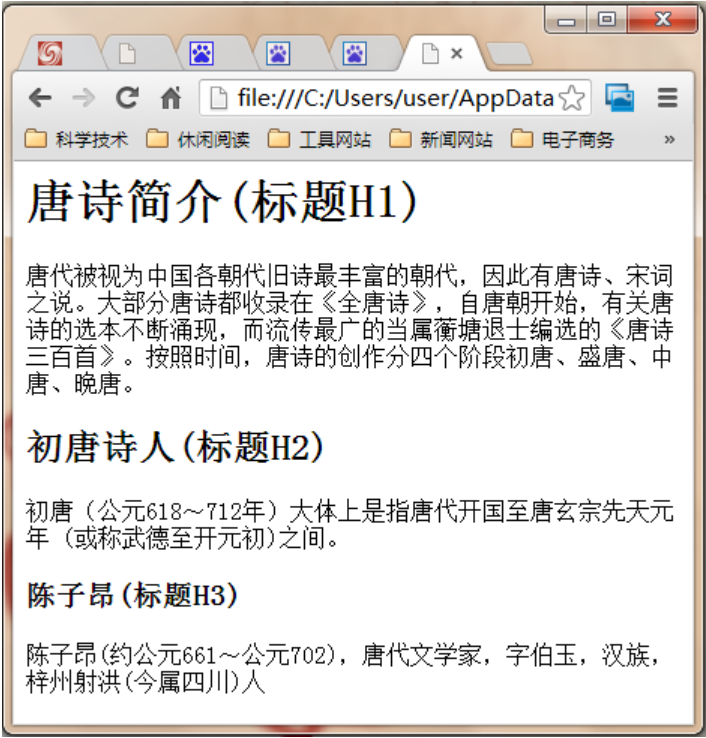 file:///C:/Users/user/AppData
科学技术 休闲阅读 工具网站 新闻网站 电子商务 »
唐诗简介(标题H1)
唐代被视为中国各朝代旧诗最丰富的朝代，因此有唐诗、宋词
之说。大部分唐诗都收录在《全唐诗》，自唐朝开始，有关唐
诗的选本不断涌现，而流传最广的当属蘅塘退士编选的《唐诗
三百首》。按照时间，唐诗的创作分四个阶段初唐、盛唐、中
唐、晚唐。
初唐诗人(标题H2)
初唐（公元618～712年）大体上是指唐代开国至唐玄宗先天元
年 (或称武德至开元初)之间。
陈子昂(标题H3)
陈子昂(约公元661～公元702)，唐代文学家，字伯玉，汉族，
梓州射洪(今属四川)人